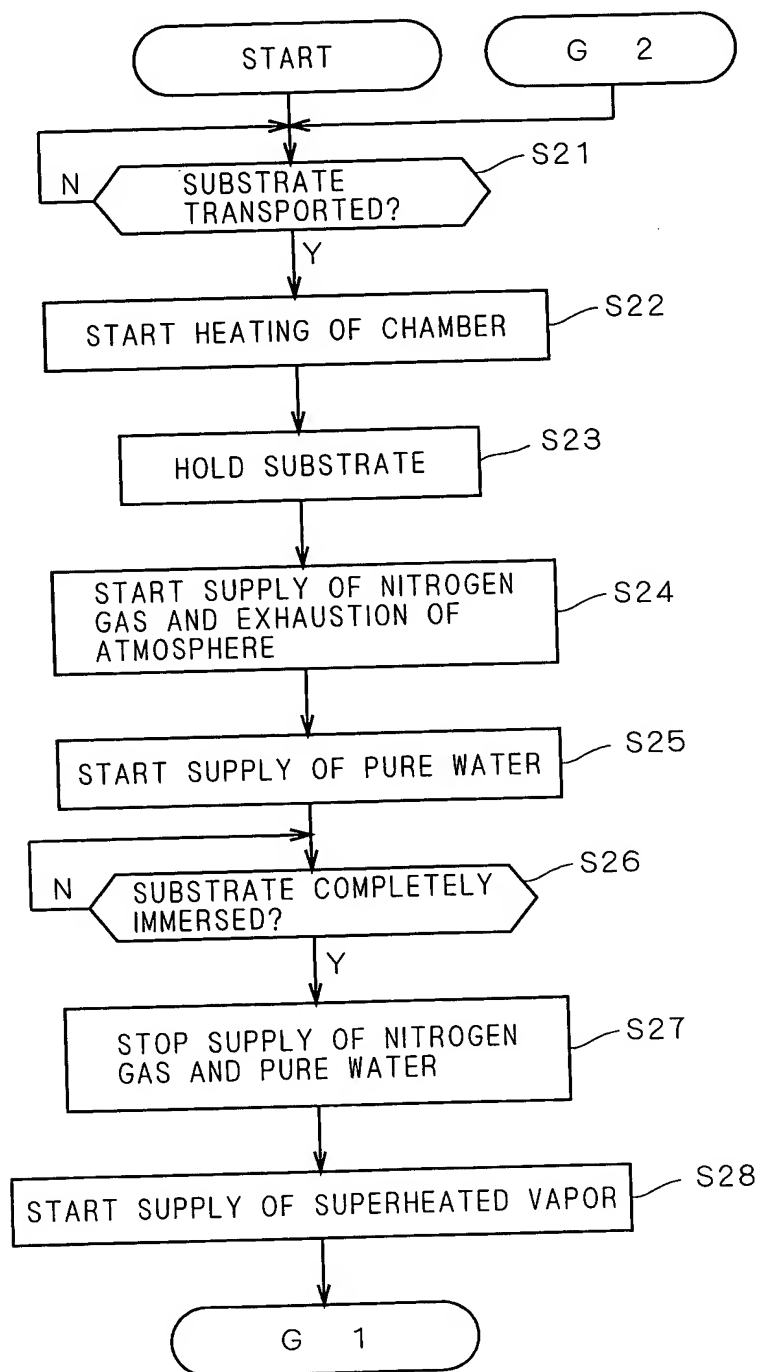 START
G 2
S21
N
SUBSTRATE
TRANSPORTED?
Y
S22
START HEATING OF CHAMBER
S23
HOLD SUBSTRATE
S24
START SUPPLY OF NITROGEN
GAS AND EXHAUSTION OF
ATMOSPHERE
S25
START SUPPLY OF PURE WATER
S26
N
SUBSTRATE COMPLETELY
IMMERSED?
Y
S27
STOP SUPPLY OF NITROGEN
GAS AND PURE WATER
S28
START SUPPLY OF SUPERHEATED VAPOR
G 1